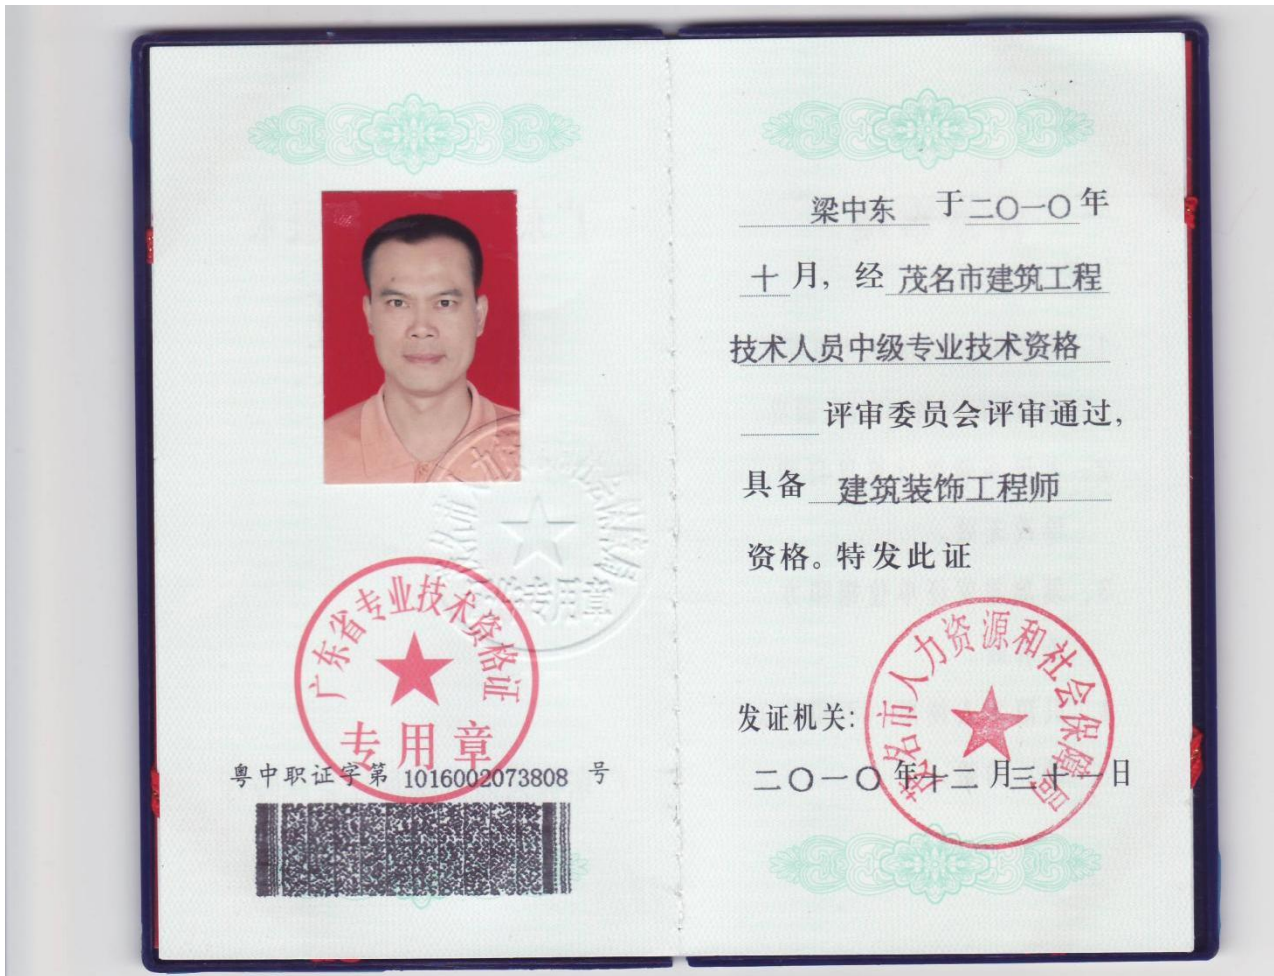 广东省专业技术资格证
专用章
证件专用章
粤中职证字第 1016002073808 号
梁中东 于二〇一〇年
十月, 经 茂名市建筑工程
技术人员中级专业技术资格
评审委员会评审通过,
具备 建筑装饰工程师
资格。特发此证
茂名市人力资源和社会保障局
发证机关:
二〇一〇年十二月三十一日